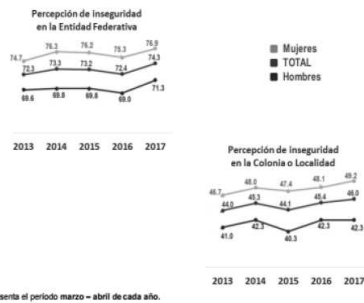 Percepción de inseguridad
en la Entidad Federativa
74.7 76.3 76.2 75.3 76.9
72.3 73.3 73.2 72.4 74.3
69.6 69.8 69.8 69.0 71.3
2013 2014 2015 2016 2017
Mujeres
TOTAL
Hombres
Percepción de inseguridad
en la Colonia o Localidad
46.7 48.0 47.4 48.1 49.2
44.0 45.3 44.1 45.4 46.0
41.0 42.3 40.3 42.3 42.3
2013 2014 2015 2016 2017
senta el período marzo – abril de cada año.